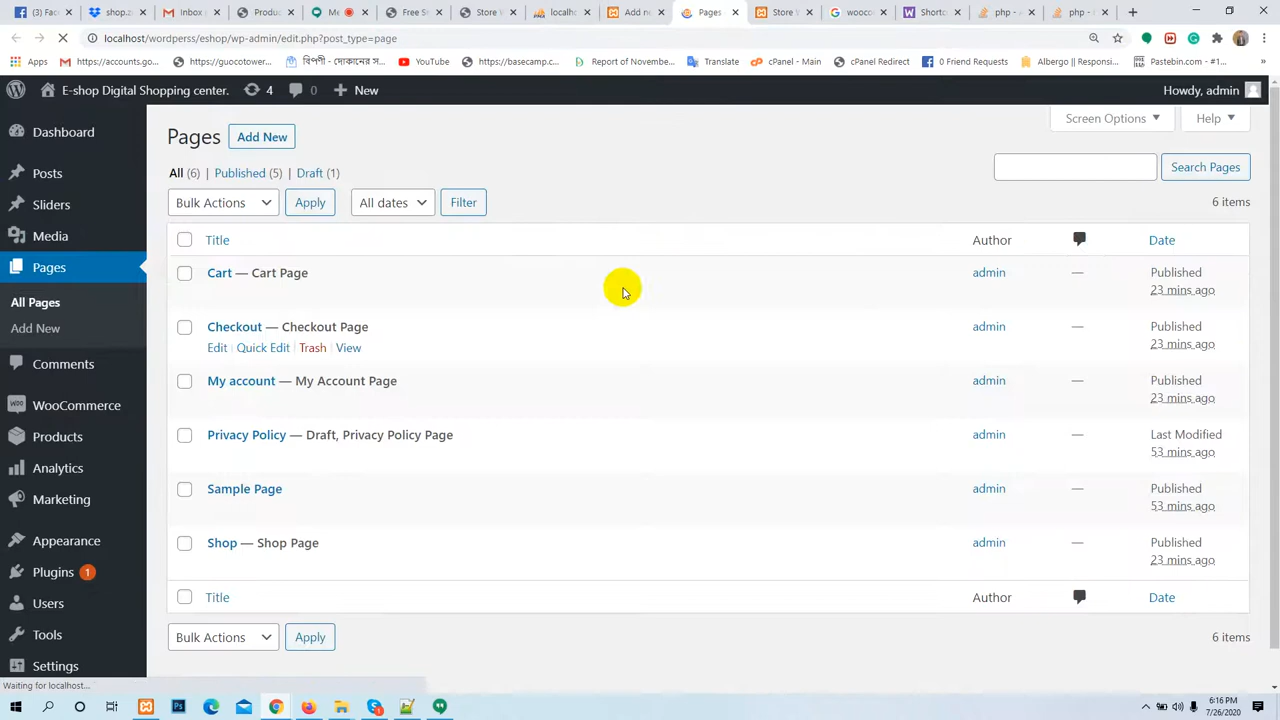 (3) Face
shop.z
Inbox (
Produc
Me
Free S
Store W
localh
Add ne
Pages
Store W
wooco
Shortc
php - A
php - F
localhost/wordperss/eshop/wp-admin/edit.php?post_type=page
Apps
https://accounts.go...
https://guocotower...
বিপণী - দোকানের স...
YouTube
https://basecamp.c...
Report of Novembe...
Translate
cPanel - Main
cPanel Redirect
0 Friend Requests
Albergo || Responsi...
Pastebin.com - #1...
E-shop Digital Shopping center.
4
0
New
Howdy, admin
Dashboard
Posts
Sliders
Media
Pages
All Pages
Add New
Comments
WooCommerce
Products
Analytics
Marketing
Appearance
Plugins 1
Users
Tools
Settings
Screen Options
Help
Pages
Add New
All (6) | Published (5) | Draft (1)
Search Pages
Bulk Actions
Apply
All dates
Filter
6 items
Title
Author
Date
Cart — Cart Page
admin
—
Published
23 mins ago
Checkout — Checkout Page
Edit | Quick Edit | Trash | View
admin
—
Published
23 mins ago
My account — My Account Page
admin
—
Published
23 mins ago
Privacy Policy — Draft, Privacy Policy Page
admin
—
Last Modified
53 mins ago
Sample Page
admin
—
Published
53 mins ago
Shop — Shop Page
admin
—
Published
23 mins ago
Title
Author
Date
Bulk Actions
Apply
6 items
Waiting for localhost...
6:16 PM
7/26/2020